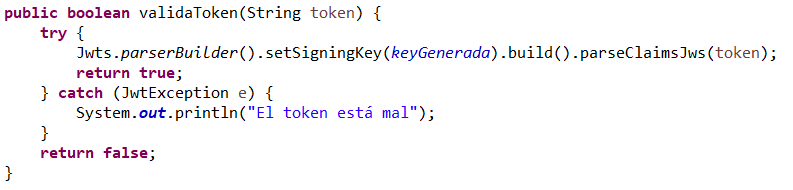 public boolean validaToken(String token) {
    try {
        Jwts.parserBuilder().setSigningKey(keyGenerada).build().parseClaimsJws(token);
        return true;
    } catch (JwtException e) {
        System.out.println("El token está mal");
    }
    return false;
}